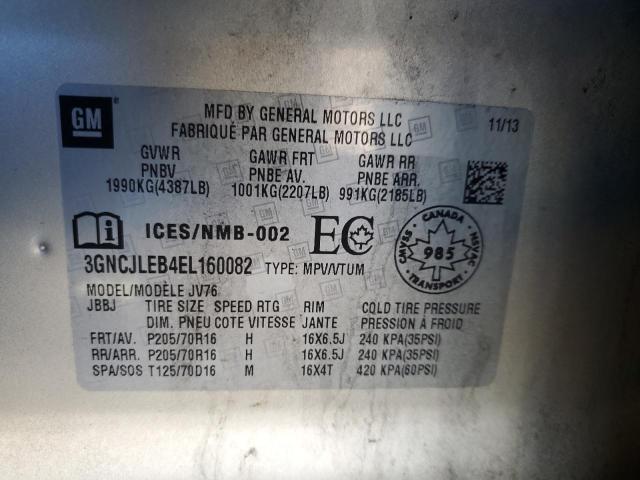 GM
MFD BY GENERAL MOTORS LLC
FABRIQUÉ PAR GENERAL MOTORS LLC
11/13
GVWR GAWR FRT GAWR RR
PNBV PNBE AV. PNBE ARR.
1990KG(4387LB) 1001KG(2207LB) 991KG(2185LB)
ICES/NMB-002 EC
CANADA
CMVSS 985 NSVAC
TRANSPORT
3GNCJLEB4EL160082 TYPE: MPV/VTUM
MODEL/MODÈLE JV76
JBBJ TIRE SIZE SPEED RTG RIM COLD TIRE PRESSURE
DIM. PNEU COTE VITESSE JANTE PRESSION À FROID
FRT/AV. P205/70R16 H 16X6.5J 240 KPA(35PSI)
RR/ARR. P205/70R16 H 16X6.5J 240 KPA(35PSI)
SPA/SOS T125/70D16 M 16X4T 420 KPA(60PSI)